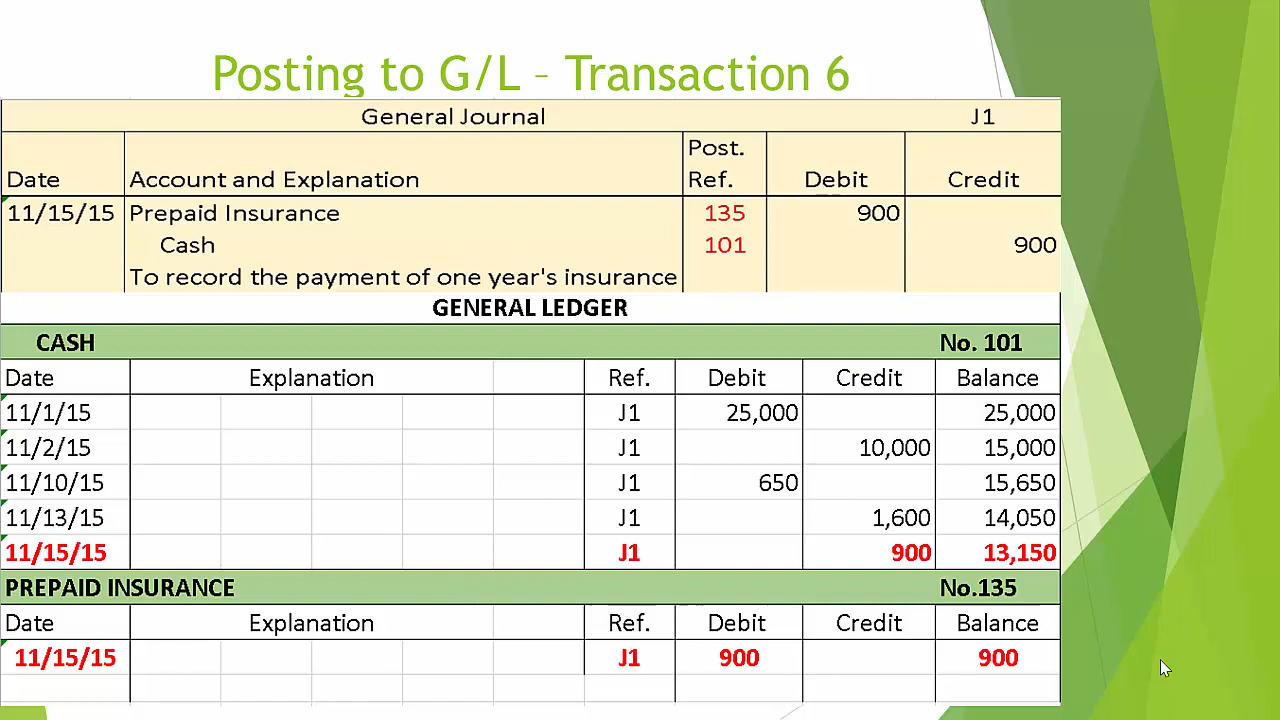 Posting to G/L – Transaction 6
General Journal J1
Date Account and Explanation Post. Ref. Debit Credit
11/15/15 Prepaid Insurance 135 900
Cash 101 900
To record the payment of one year's insurance
GENERAL LEDGER
CASH No. 101
Date Explanation Ref. Debit Credit Balance
11/1/15 J1 25,000 25,000
11/2/15 J1 10,000 15,000
11/10/15 J1 650 15,650
11/13/15 J1 1,600 14,050
11/15/15 J1 900 13,150
PREPAID INSURANCE No.135
Date Explanation Ref. Debit Credit Balance
11/15/15 J1 900 900